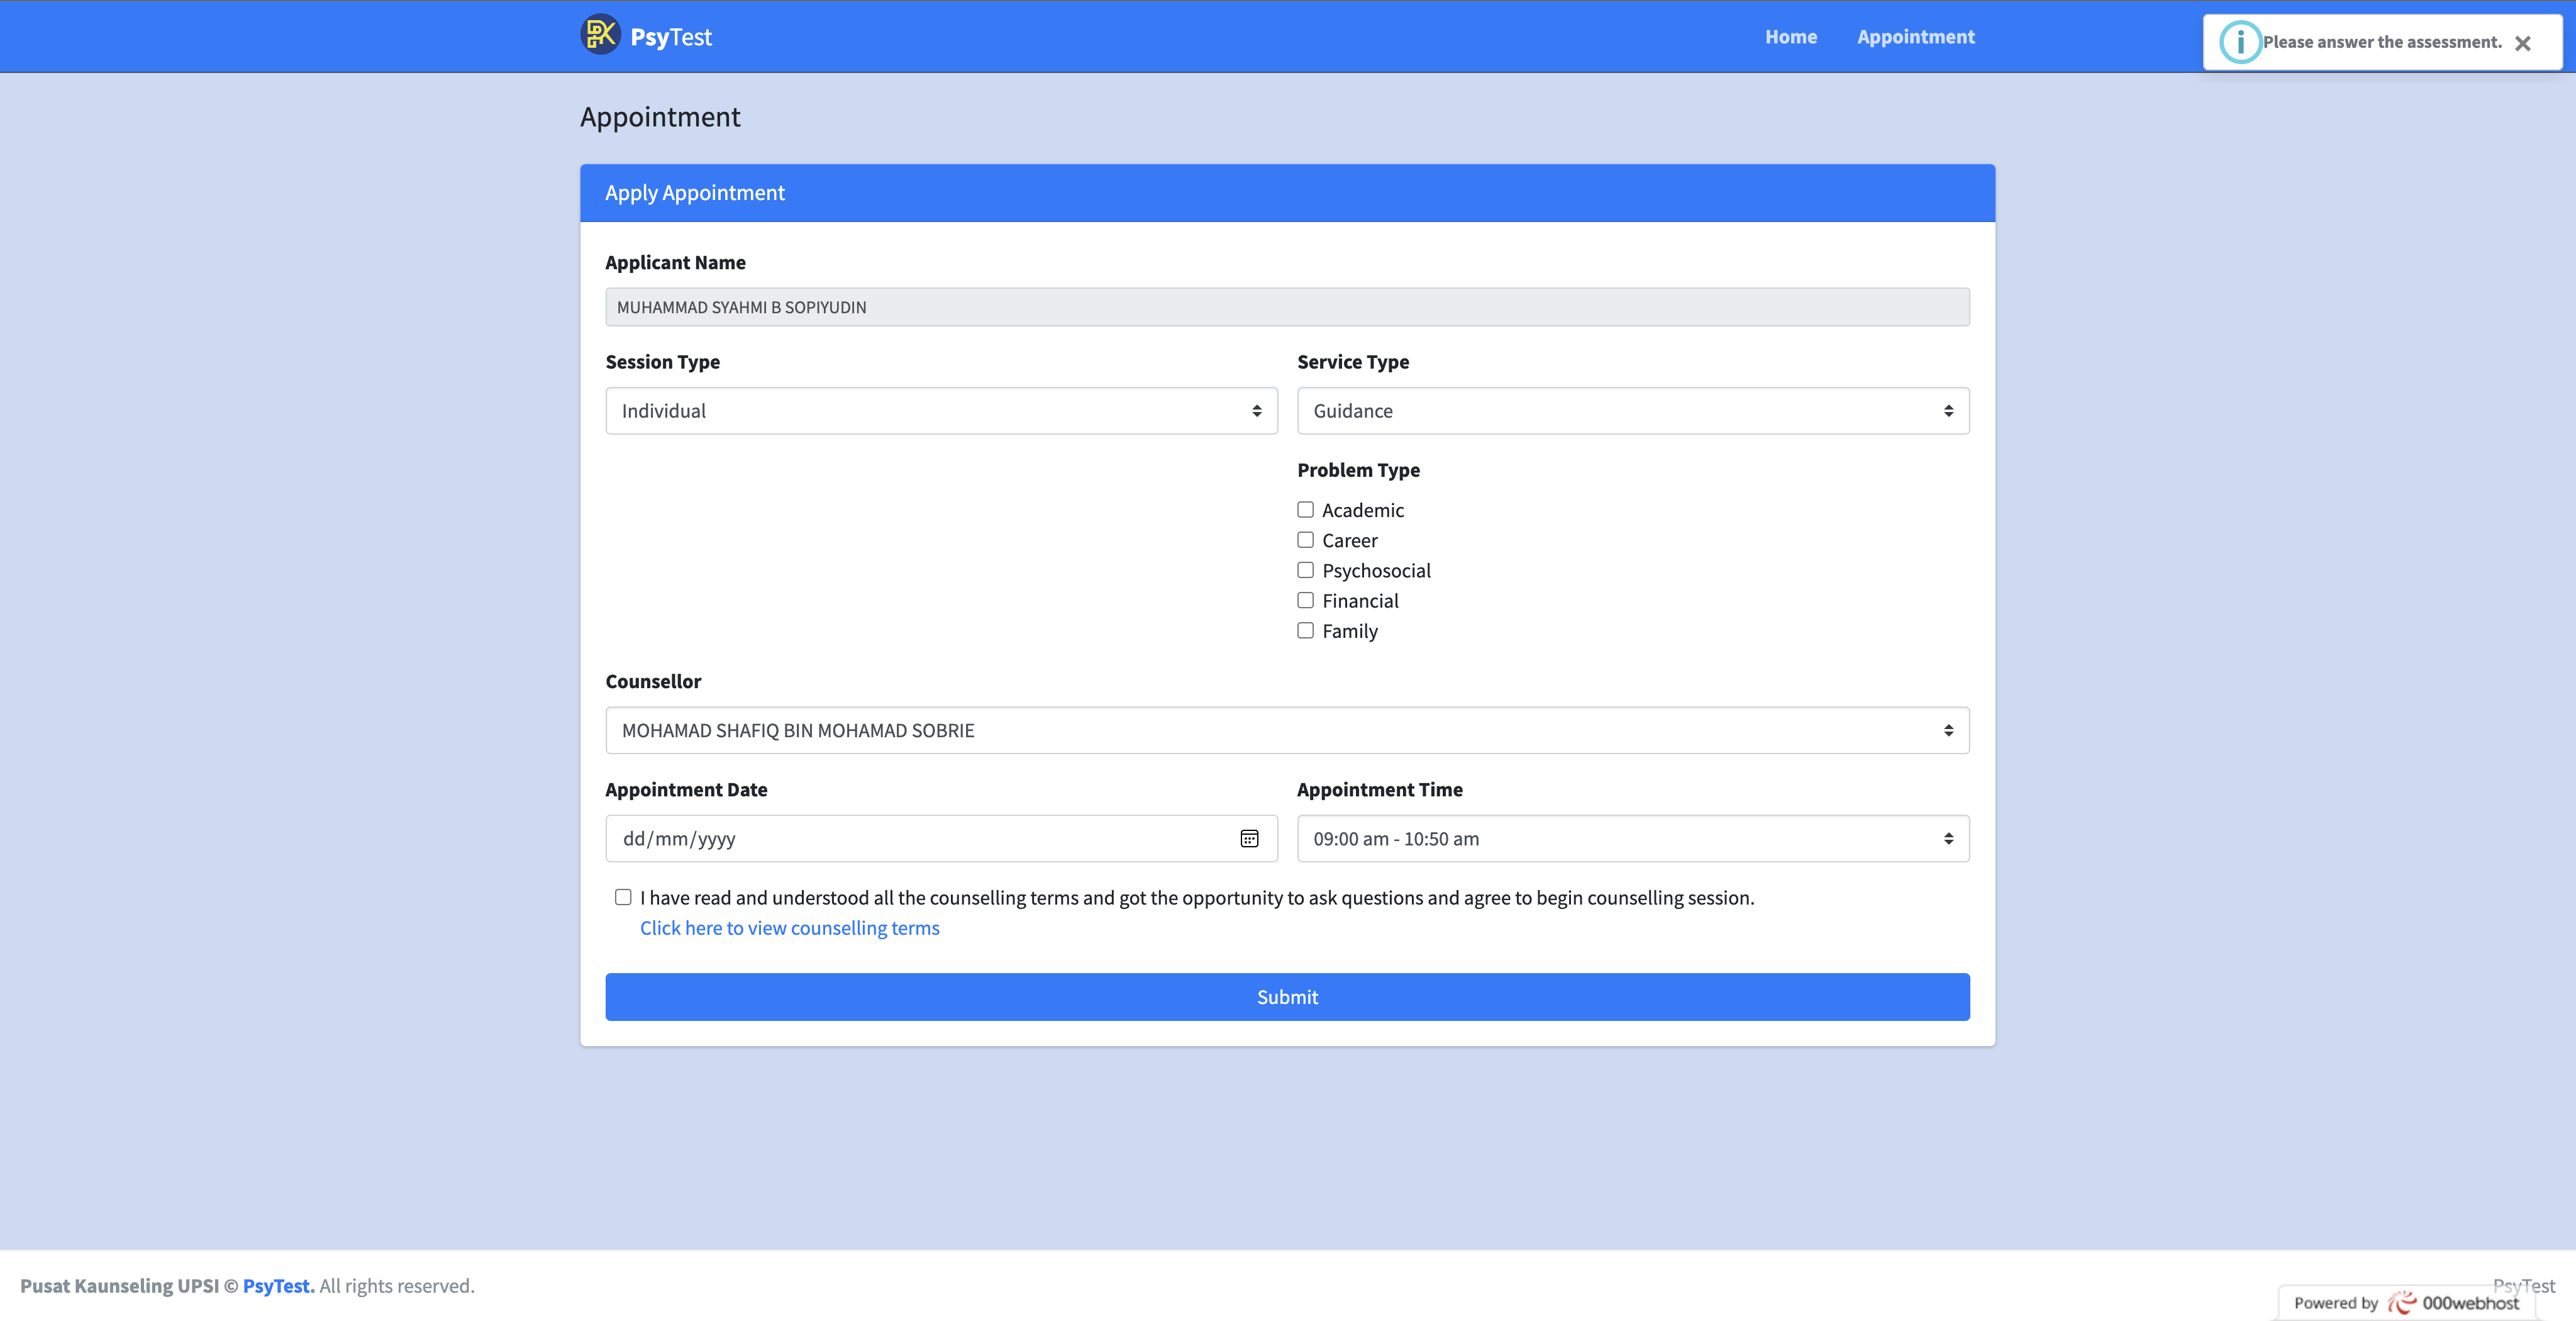 PsyTest
Home
Appointment
Please answer the assessment.
Appointment
Apply Appointment
Applicant Name
MUHAMMAD SYAHMI B SOPIYUDIN
Session Type
Service Type
Individual
Guidance
Problem Type
Academic
Career
Psychosocial
Financial
Family
Counsellor
MOHAMAD SHAFIQ BIN MOHAMAD SOBRIE
Appointment Date
Appointment Time
dd/mm/yyyy
09:00 am - 10:50 am
I have read and understood all the counselling terms and got the opportunity to ask questions and agree to begin counselling session.
Click here to view counselling terms
Submit
Pusat Kaunseling UPSI © PsyTest. All rights reserved.
PsyTest
Powered by 000webhost